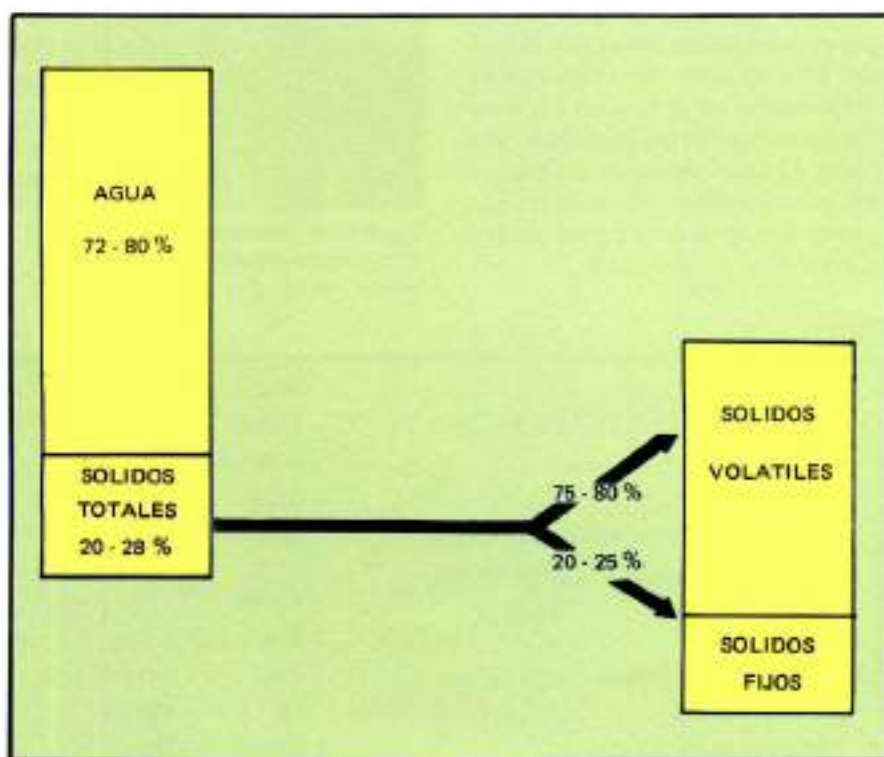 AGUA
72 - 80 %
SOLIDOS
TOTALES
20 - 28 %
75 - 80 %
20 - 25 %
SOLIDOS
VOLATILES
SOLIDOS
FIJOS